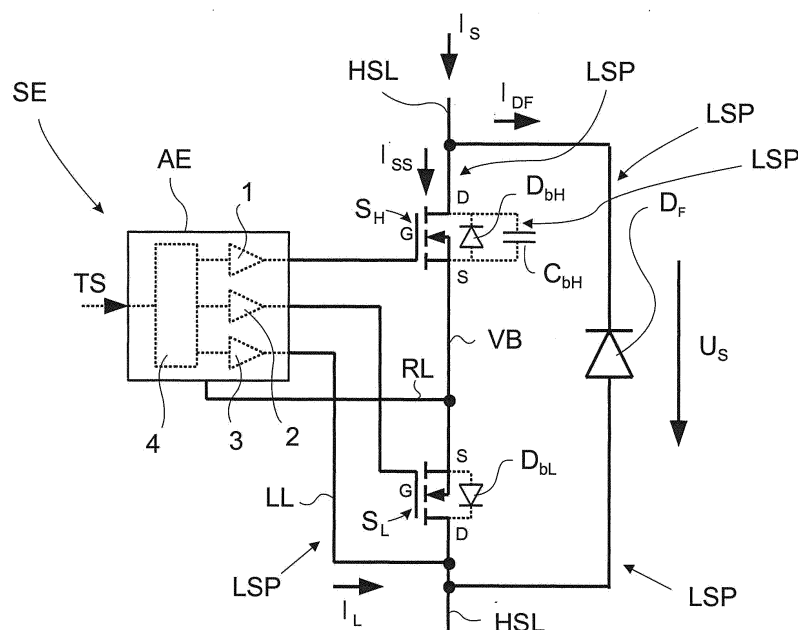 I_S
HSL
LSP
SE
I_DF
LSP
AE
I_SS
LSP
1
D
D_bH
D_F
S_H
G
TS
S
C_bH
VB
U_S
RL
4
3
2
S
D_bL
G
LL
S_L
D
LSP
LSP
I_L
HSL